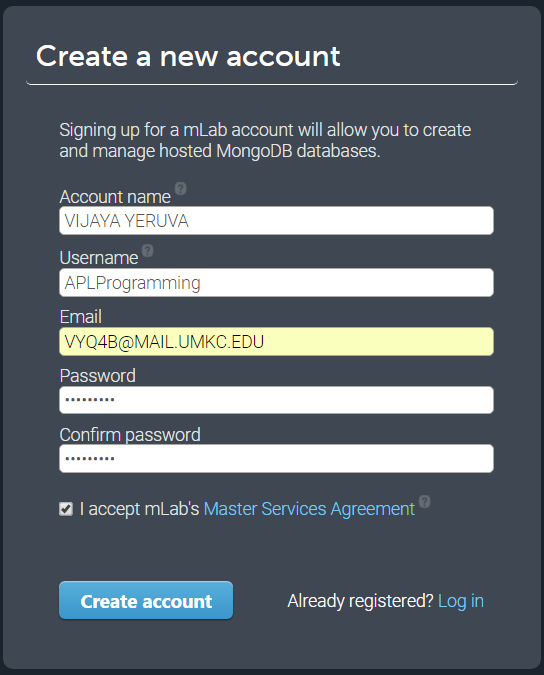 Create a new account
Signing up for a mLab account will allow you to create
and manage hosted MongoDB databases.
Account name ?
VIJAYA YERUVA
Username ?
APLProgramming
Email
VYQ4B@MAIL.UMKC.EDU
Password
•••••••••
Confirm password
•••••••••
I accept mLab's Master Services Agreement ?
Create account
Already registered? Log in